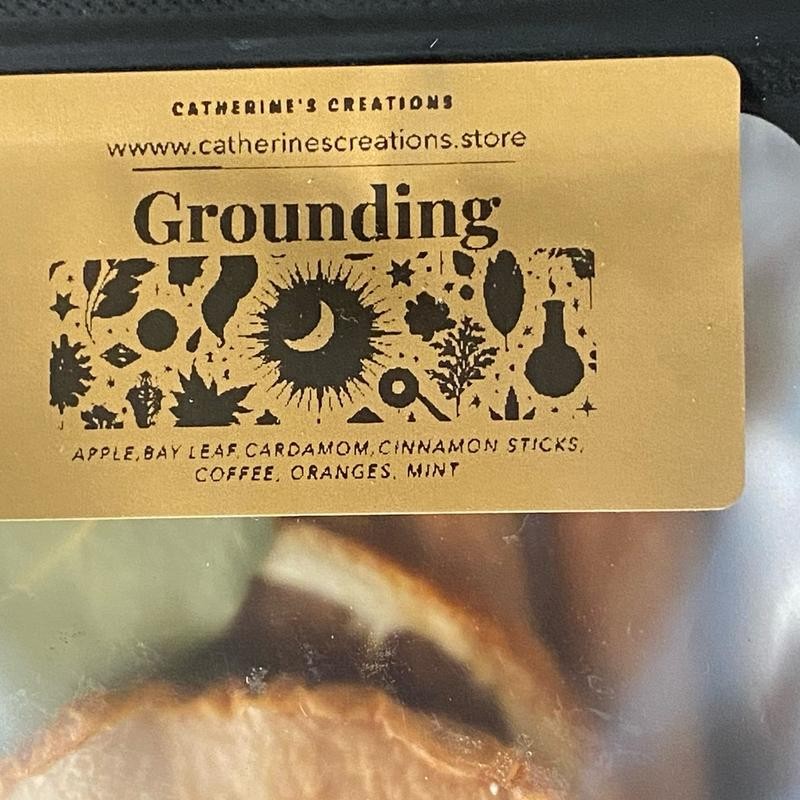 CATHERINE'S CREATIONS
wwww.catherinescreations.store
Grounding
APPLE,BAY LEAF,CARDAMOM,CINNAMON STICKS,
COFFEE, ORANGES, MINT